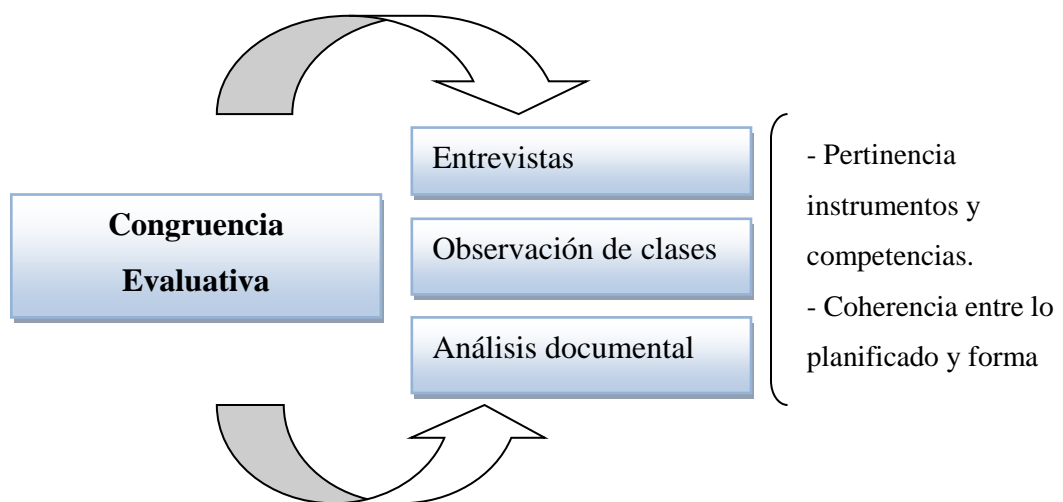 Congruencia
Evaluativa
Entrevistas
Observación de clases
Análisis documental
- Pertinencia
instrumentos y
competencias.
- Coherencia entre lo
planificado y forma